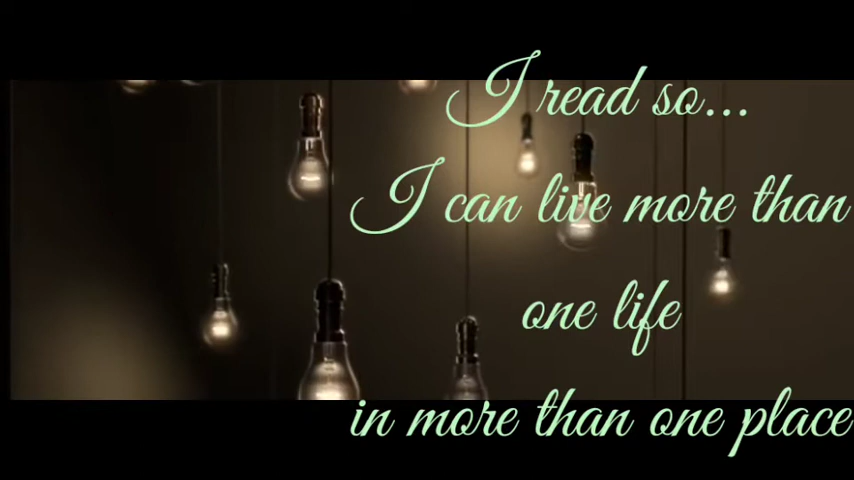 I read so...
I can live more than
one life
in more than one place